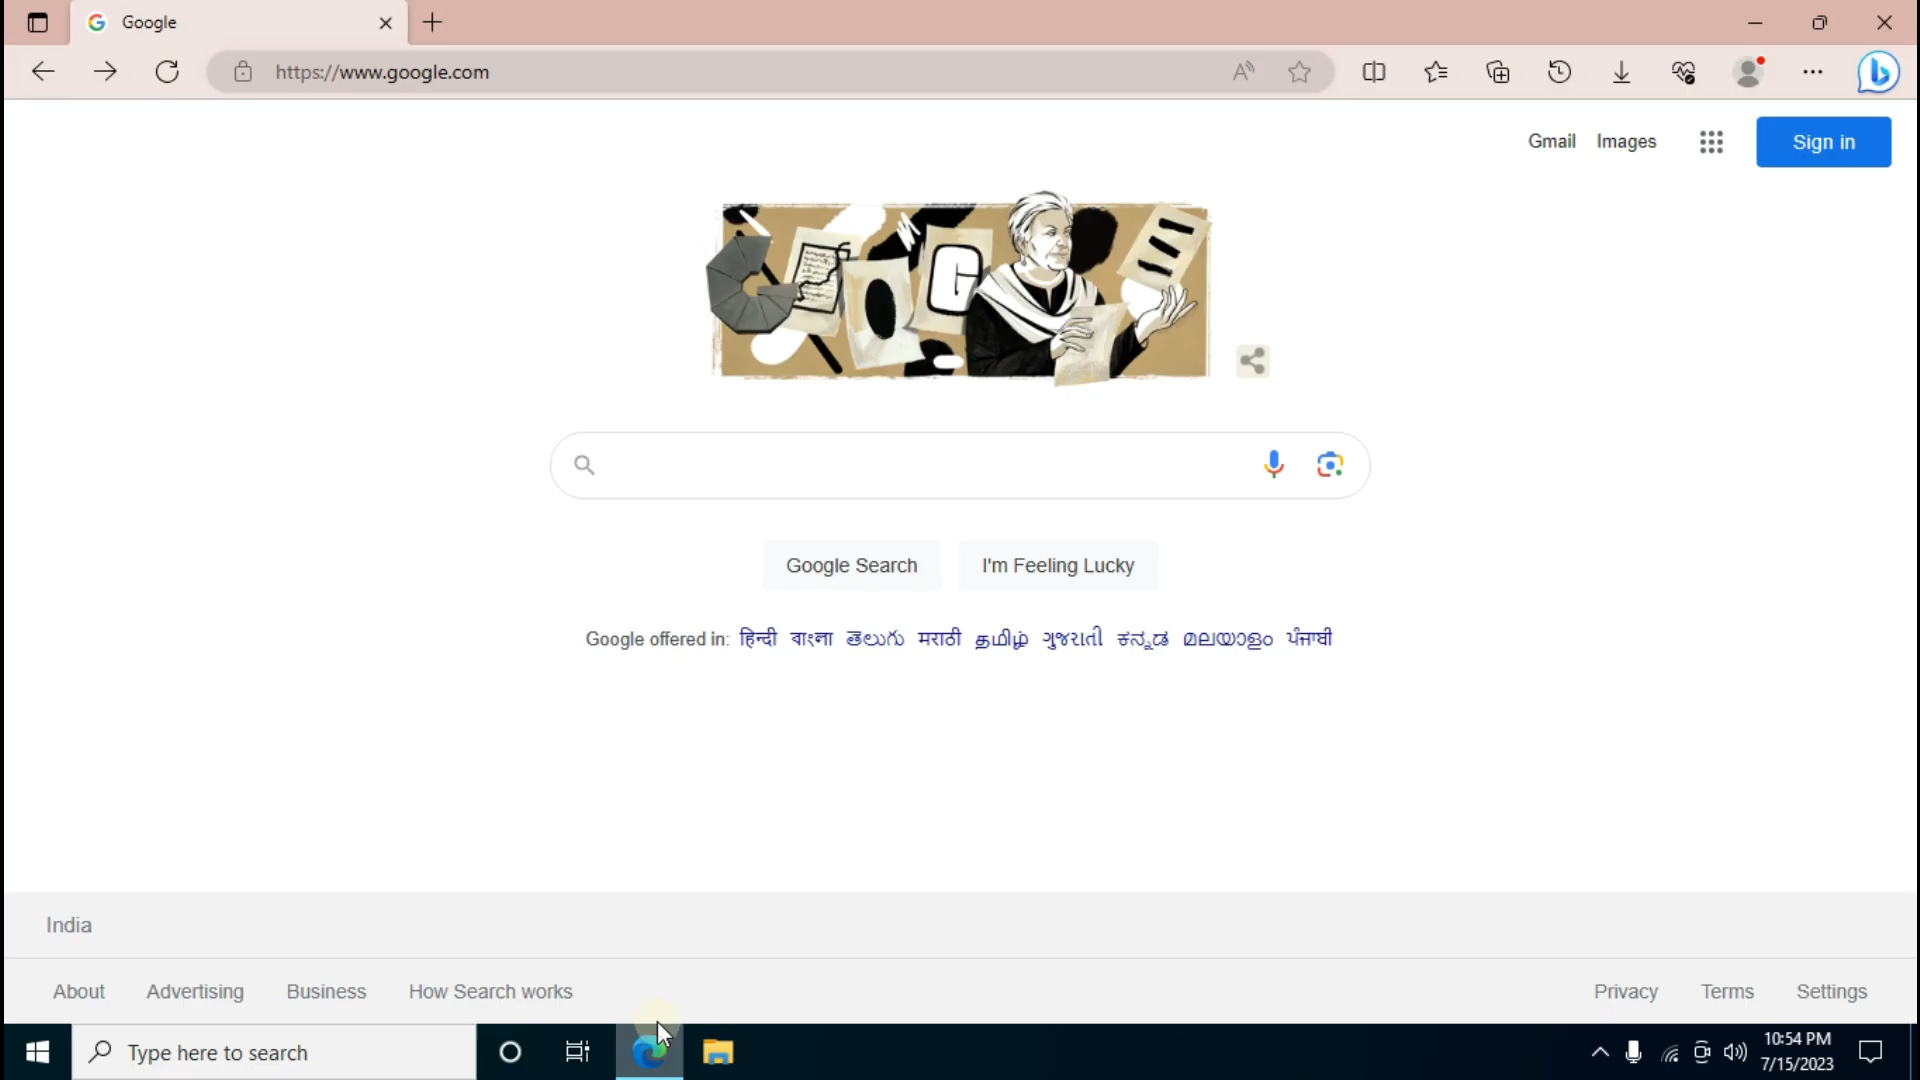 Google
https://www.google.com
Gmail Images
Sign in
G
Google Search
I'm Feeling Lucky
Google offered in: हिन्दी বাংলা తెలుగు मराठी தமிழ் ગુજરાતી ಕನ್ನಡ മലയാളം ਪੰਜਾਬੀ
India
About Advertising Business How Search works
Privacy Terms Settings
Type here to search
10:54 PM
7/15/2023